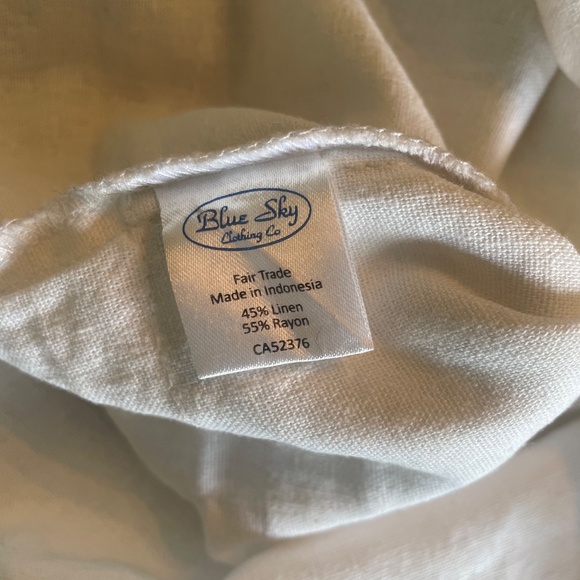 Blue Sky
Clothing Co
Fair Trade
Made in Indonesia
45% Linen
55% Rayon
CA52376